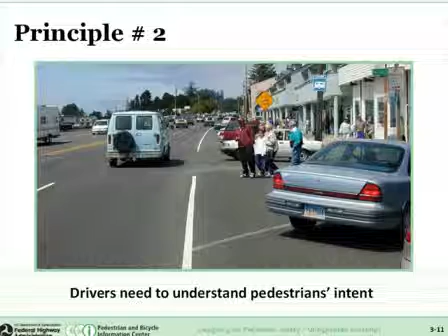 Principle # 2
Drivers need to understand pedestrians' intent
Federal Highway
Administration
Pedestrian and Bicycle
Information Center
3-11